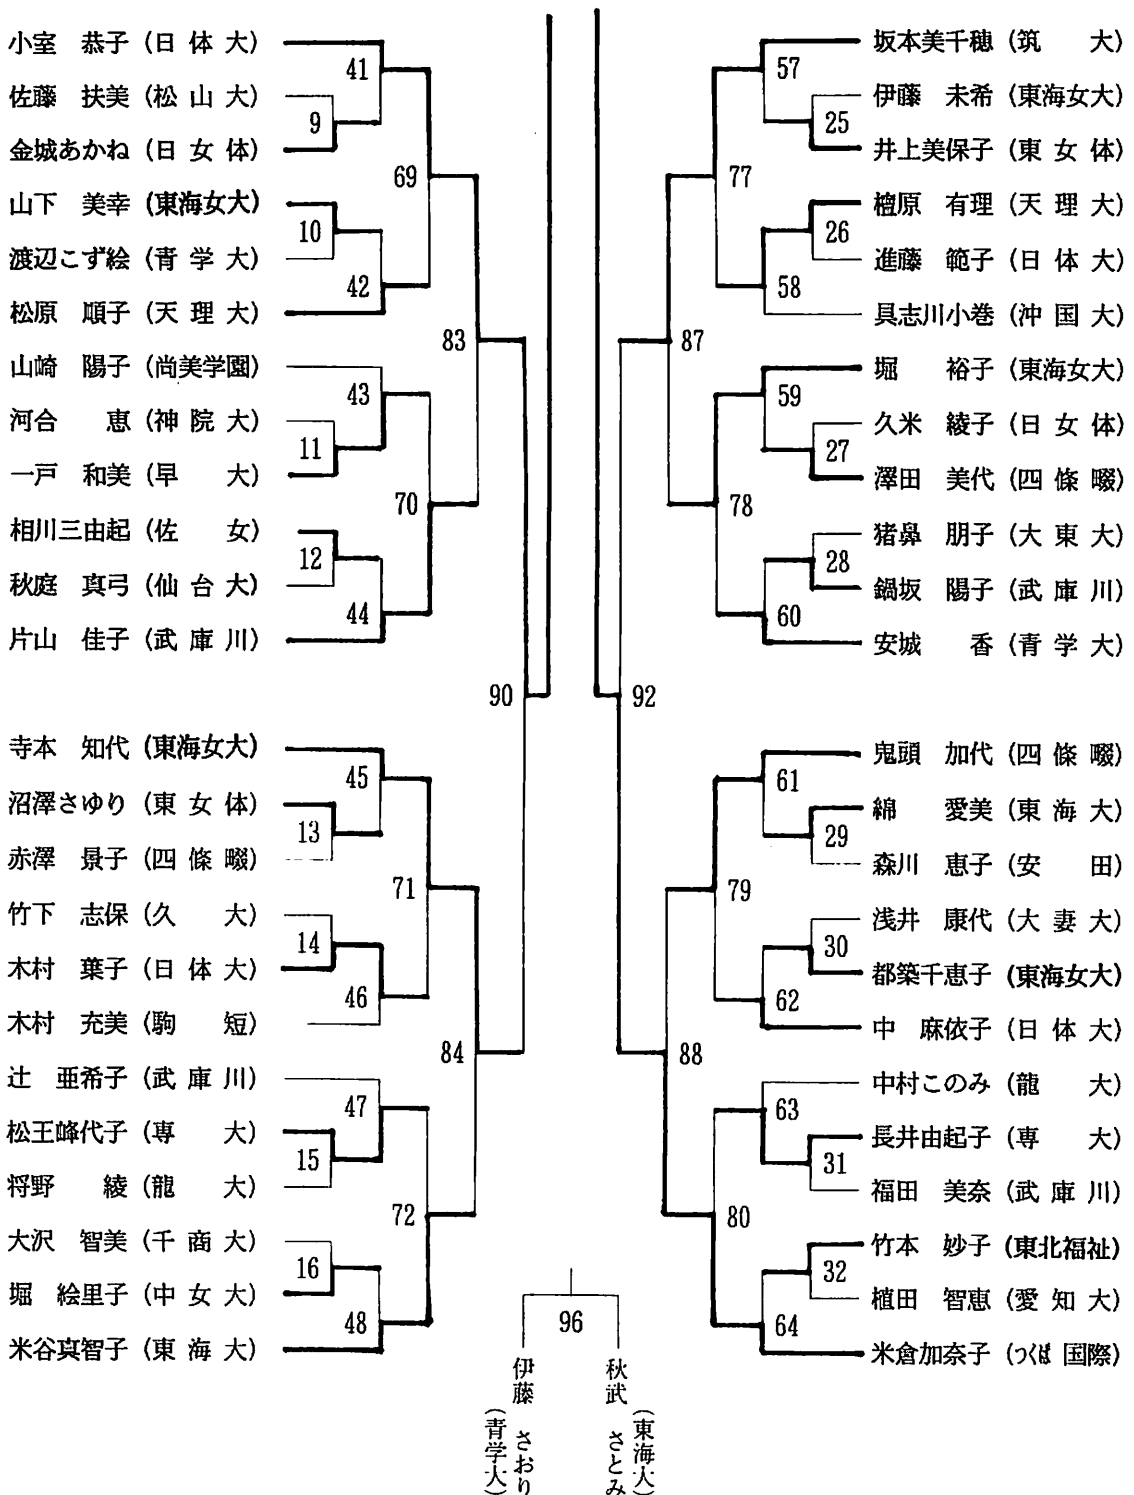 小室 恭子 (日体大)
佐藤 扶美 (松山大)
金城あかね (日女体)
山下 美幸 (東海女大)
渡辺こず絵 (青学大)
松原 順子 (天理大)
山崎 陽子 (尚美学園)
河合 恵 (神院大)
一戸 和美 (早 大)
相川三由起 (佐 女)
秋庭 真弓 (仙台大)
片山 佳子 (武庫川)
寺本 知代 (東海女大)
沼澤さゆり (東女体)
赤澤 景子 (四條畷)
竹下 志保 (久 大)
木村 葉子 (日体大)
木村 充美 (駒 短)
辻 亜希子 (武庫川)
松王峰代子 (専 大)
将野 綾 (龍 大)
大沢 智美 (千商大)
堀 絵里子 (中女大)
米谷真智子 (東海大)
41
9
69
10
42
83
43
11
70
12
44
90
45
13
71
14
46
84
47
15
72
16
48
57
25
77
26
58
87
59
27
78
28
60
92
61
29
79
30
62
88
63
31
80
32
64
坂本美千穂 (筑 大)
伊藤 未希 (東海女大)
井上美保子 (東女体)
檀原 有理 (天理大)
進藤 範子 (日体大)
具志川小巻 (沖国大)
堀 裕子 (東海女大)
久米 綾子 (日女体)
澤田 美代 (四條畷)
猪鼻 朋子 (大東大)
鍋坂 陽子 (武庫川)
安城 香 (青学大)
鬼頭 加代 (四條畷)
綿 愛美 (東海大)
森川 恵子 (安 田)
浅井 康代 (大妻大)
都築千恵子 (東海女大)
中 麻依子 (日体大)
中村このみ (龍 大)
長井由起子 (専 大)
福田 美奈 (武庫川)
竹本 妙子 (東北福祉)
植田 智恵 (愛知大)
米倉加奈子 (つくば国際)
96
伊藤 さおり (青学大)
秋武 さとみ (東海大)